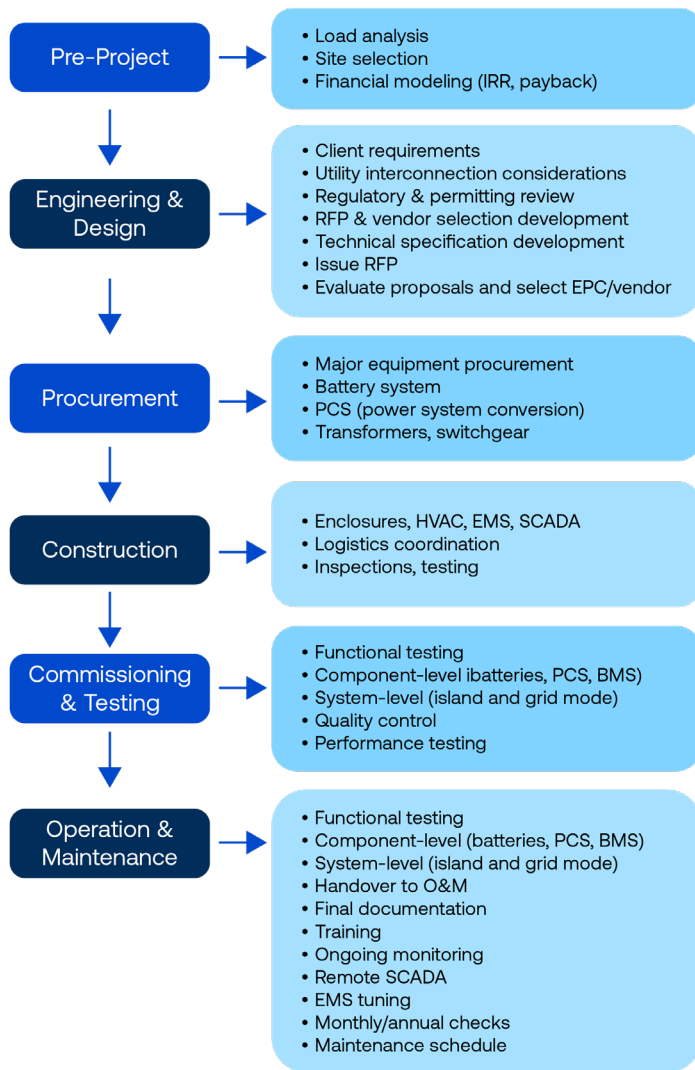 Pre-Project
• Load analysis
• Site selection
• Financial modeling (IRR, payback)
Engineering &
Design
• Client requirements
• Utility interconnection considerations
• Regulatory & permitting review
• RFP & vendor selection development
• Technical specification development
• Issue RFP
• Evaluate proposals and select EPC/vendor
Procurement
• Major equipment procurement
• Battery system
• PCS (power system conversion)
• Transformers, switchgear
Construction
• Enclosures, HVAC, EMS, SCADA
• Logistics coordination
• Inspections, testing
Commissioning
& Testing
• Functional testing
• Component-level ibatteries, PCS, BMS)
• System-level (island and grid mode)
• Quality control
• Performance testing
Operation &
Maintenance
• Functional testing
• Component-level (batteries, PCS, BMS)
• System-level (island and grid mode)
• Handover to O&M
• Final documentation
• Training
• Ongoing monitoring
• Remote SCADA
• EMS tuning
• Monthly/annual checks
• Maintenance schedule